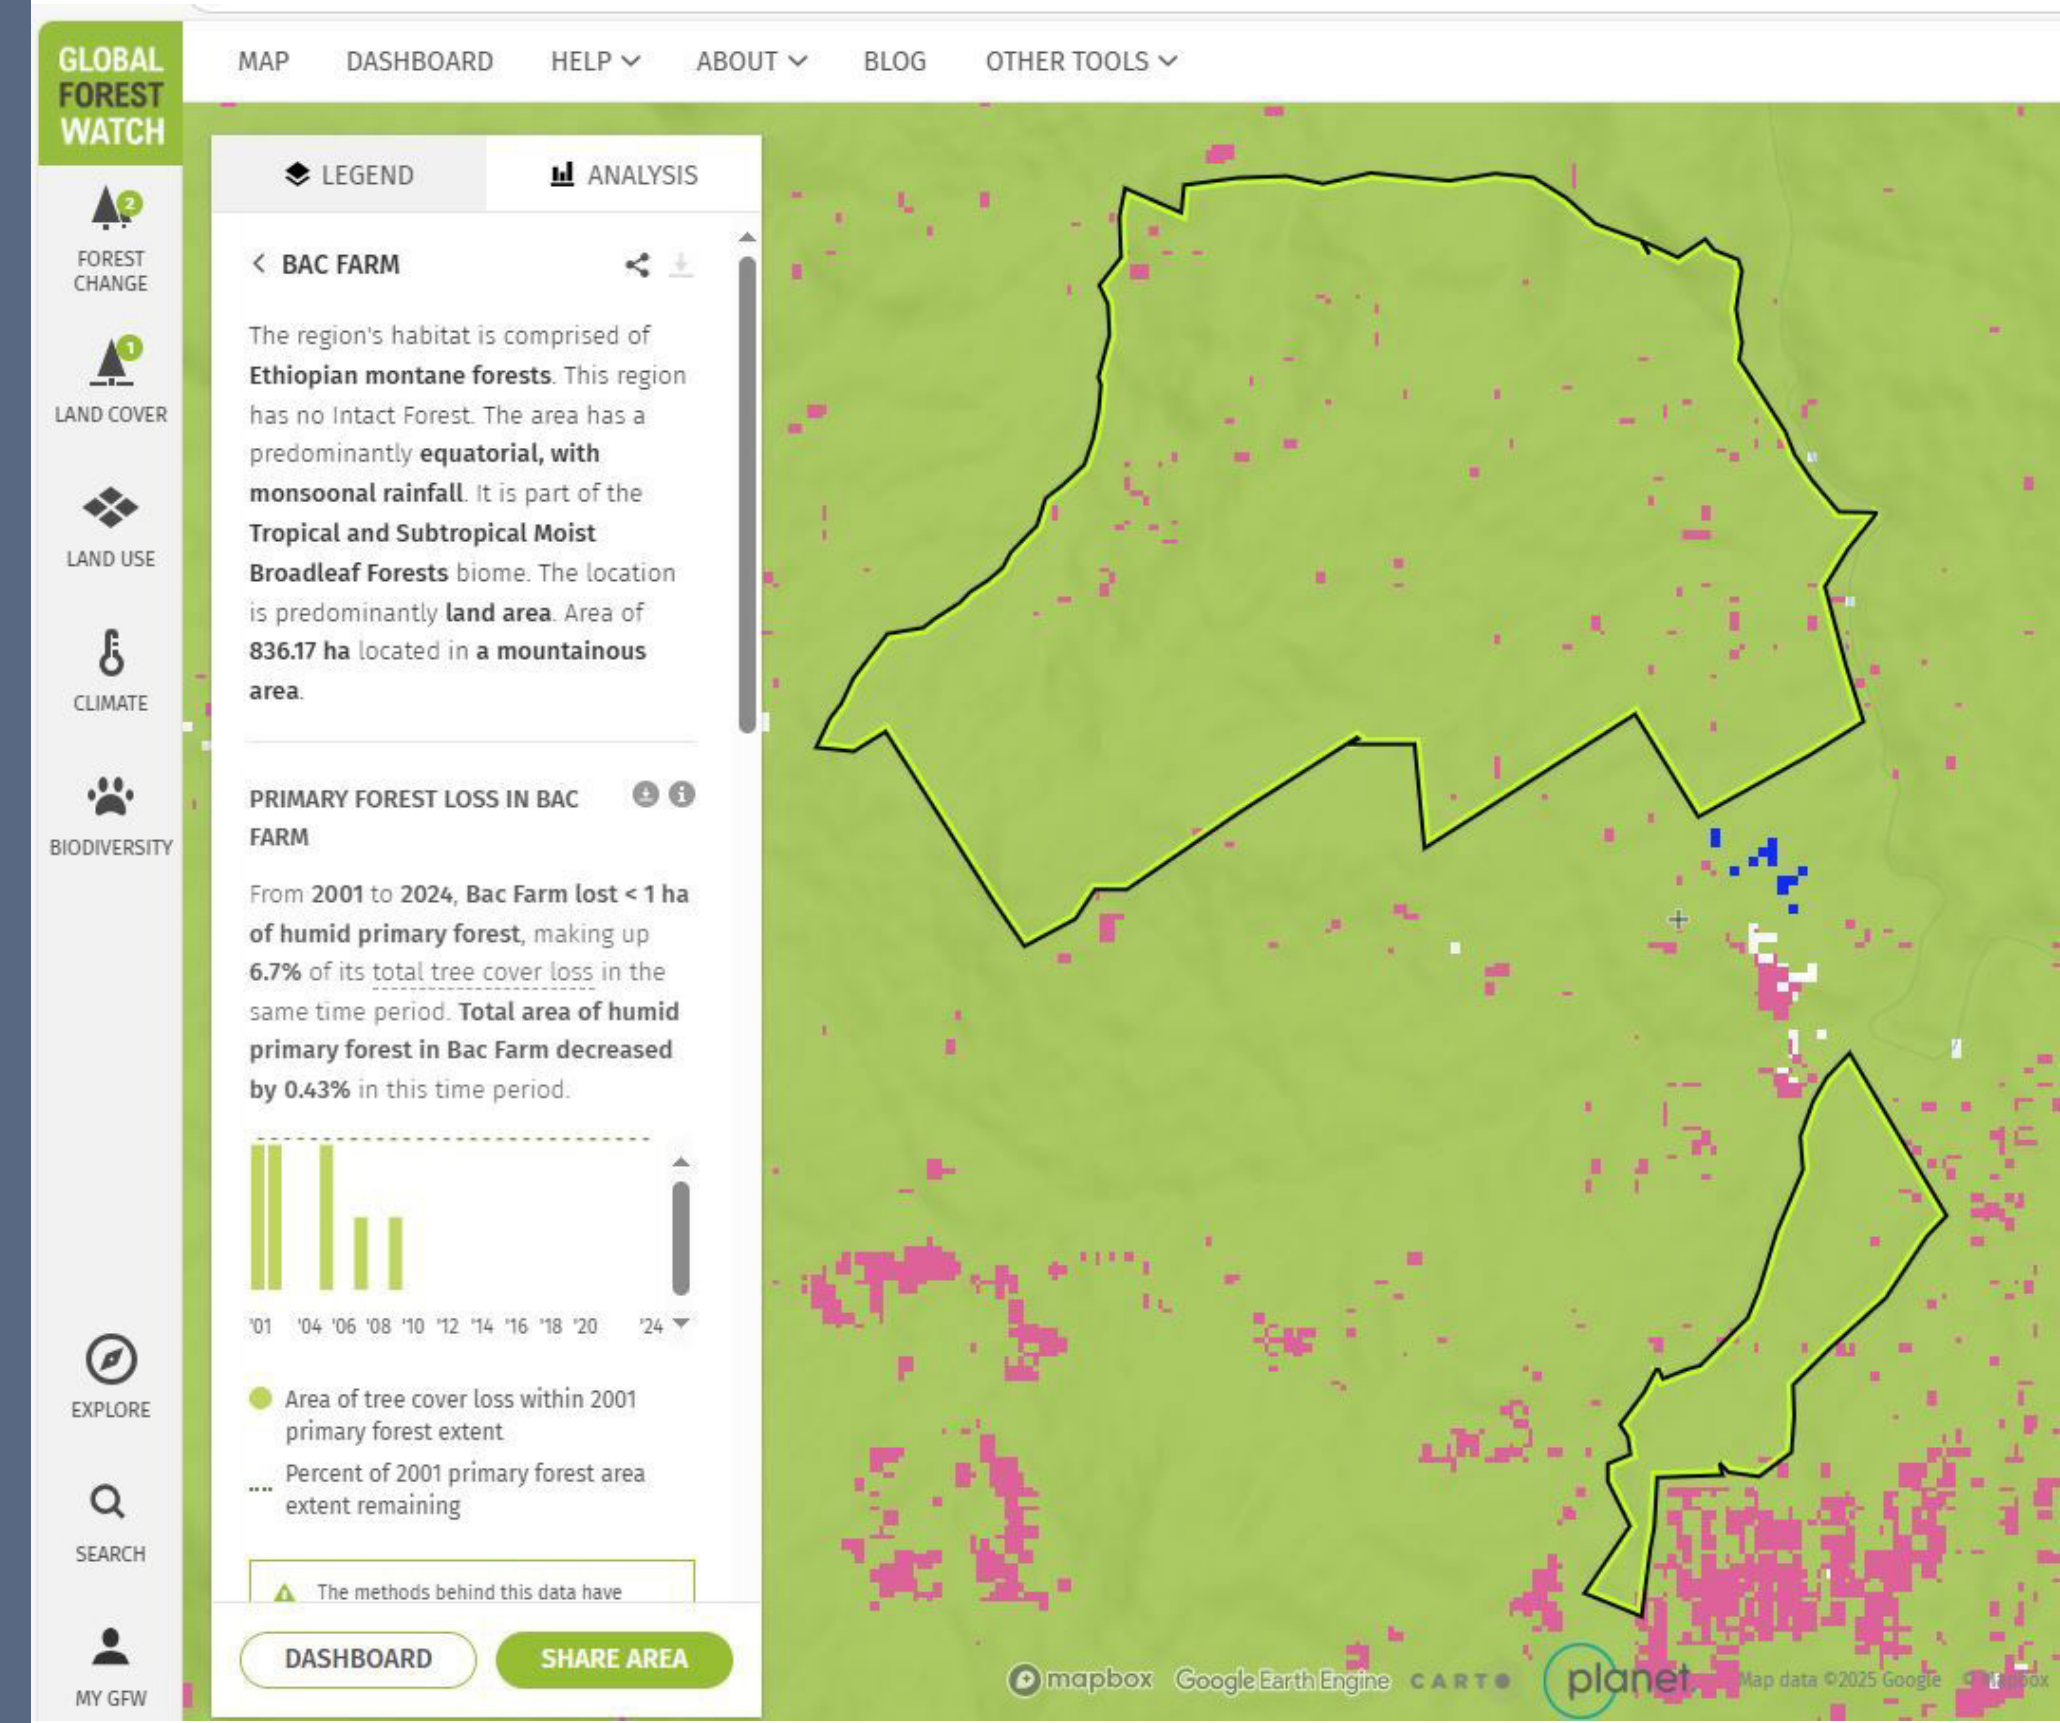 GLOBAL
FOREST
WATCH
MAP DASHBOARD HELP ABOUT BLOG OTHER TOOLS
2
FOREST
CHANGE
1
LAND COVER
LAND USE
CLIMATE
BIODIVERSITY
EXPLORE
SEARCH
MY GFW
LEGEND ANALYSIS
BAC FARM
The region's habitat is comprised of
Ethiopian montane forests. This region
has no Intact Forest. The area has a
predominantly equatorial, with
monsoonal rainfall. It is part of the
Tropical and Subtropical Moist
Broadleaf Forests biome. The location
is predominantly land area. Area of
836.17 ha located in a mountainous
area.
PRIMARY FOREST LOSS IN BAC
FARM
From 2001 to 2024, Bac Farm lost < 1 ha
of humid primary forest, making up
6.7% of its total tree cover loss in the
same time period. Total area of humid
primary forest in Bac Farm decreased
by 0.43% in this time period.
'01 '04 '06 '08 '10 '12 '14 '16 '18 '20 '24
Area of tree cover loss within 2001
primary forest extent
Percent of 2001 primary forest area
extent remaining
The methods behind this data have
DASHBOARD SHARE AREA
mapbox Google Earth Engine CARTO planet. Map data ©2025 Google © Mapbox